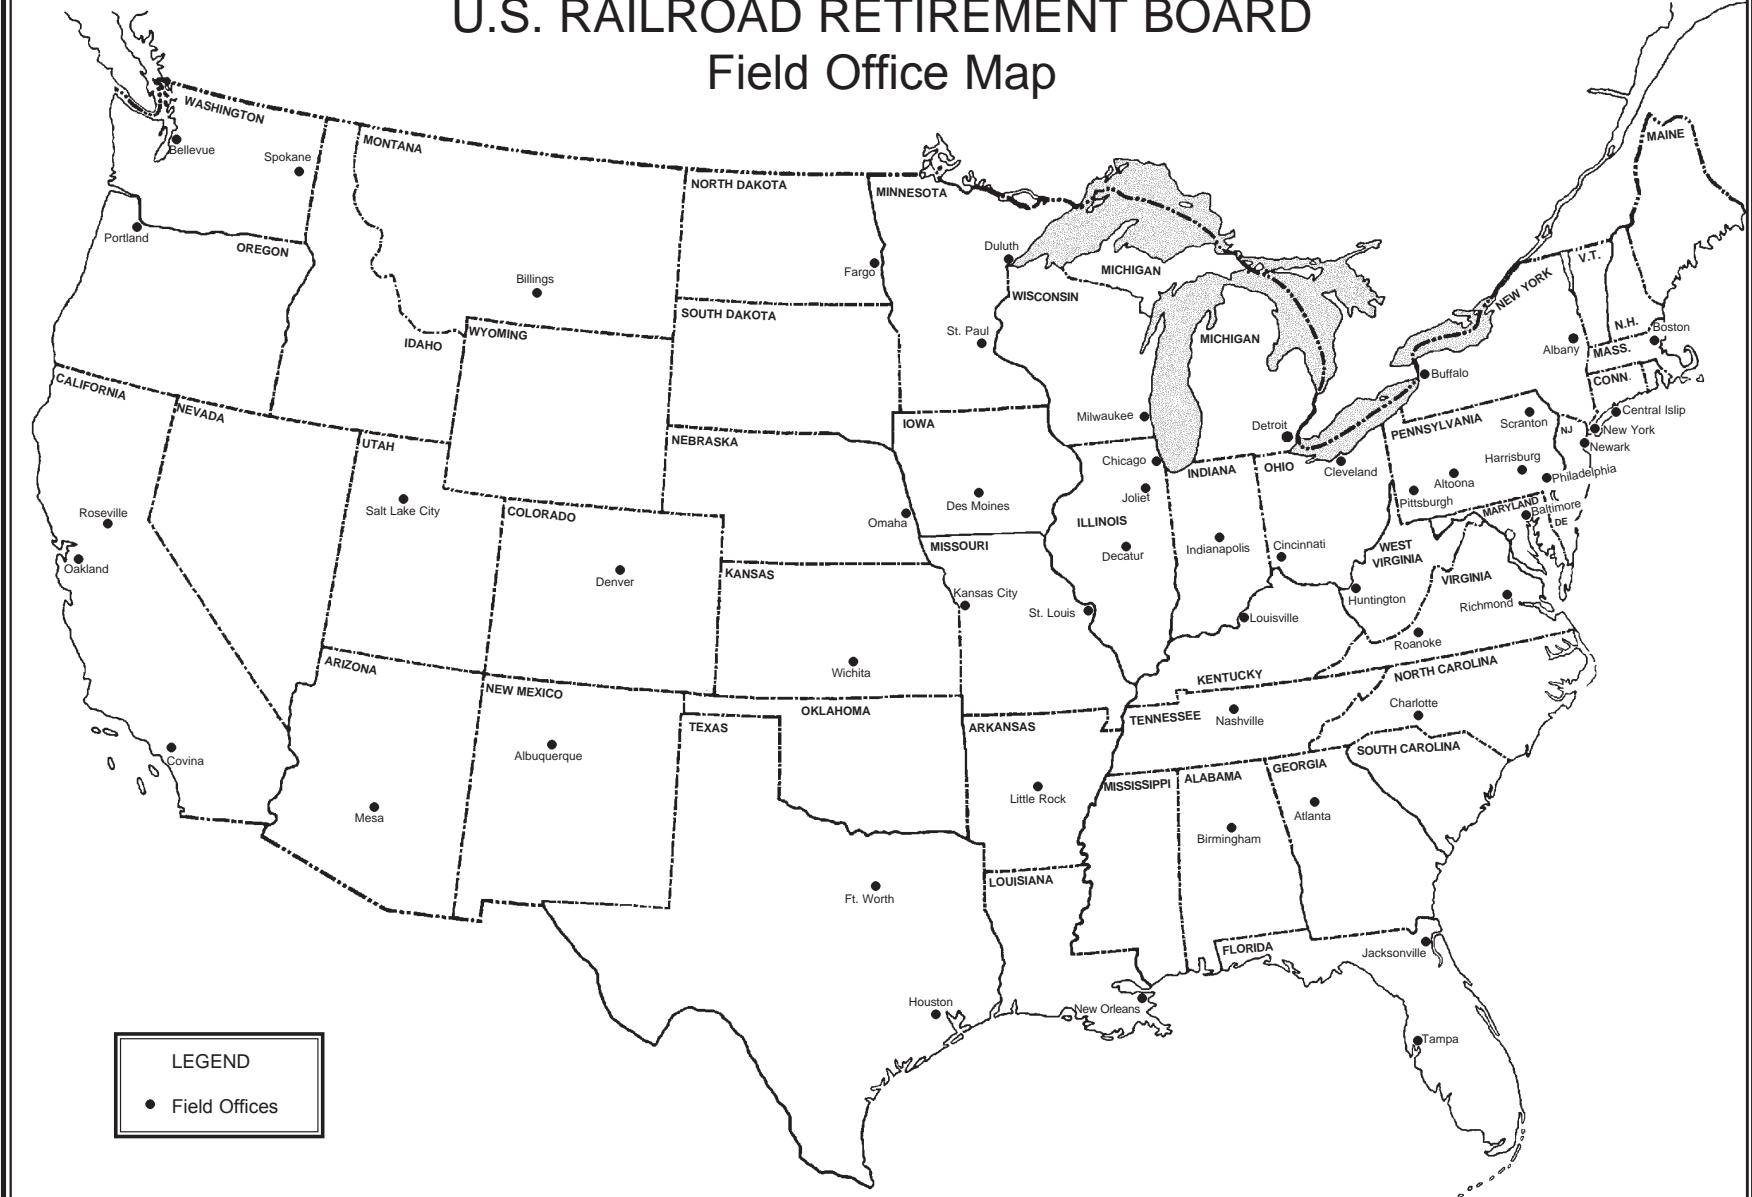 U.S. RAILROAD RETIREMENT BOARD
Field Office Map
WASHINGTON
Bellevue
Spokane
MONTANA
NORTH DAKOTA
MINNESOTA
MAINE
Portland
OREGON
Billings
Fargo
Duluth
MICHIGAN
WISCONSIN
NEW YORK
V.T.
N.H.
Boston
IDAHO
WYOMING
SOUTH DAKOTA
St. Paul
MICHIGAN
Albany
MASS.
Buffalo
CONN.
CALIFORNIA
NEVADA
UTAH
NEBRASKA
IOWA
Milwaukee
Detroit
PENNSYLVANIA
Scranton
Central Islip
NJ
New York
Newark
Chicago
INDIANA
OHIO
Cleveland
Harrisburg
Altoona
Philadelphia
Pittsburgh
MARYLAND
Baltimore
DE
Joliet
Des Moines
Omaha
Salt Lake City
COLORADO
Roseville
Oakland
MISSOURI
ILLINOIS
Decatur
Indianapolis
Cincinnati
WEST
VIRGINIA
VIRGINIA
Denver
KANSAS
Kansas City
St. Louis
Louisville
Huntington
Richmond
Roanoke
ARIZONA
NEW MEXICO
Wichita
KENTUCKY
NORTH CAROLINA
OKLAHOMA
TEXAS
ARKANSAS
TENNESSEE
Nashville
Charlotte
SOUTH CAROLINA
Covina
Albuquerque
MISSISSIPPI
ALABAMA
GEORGIA
Mesa
Little Rock
Atlanta
Birmingham
LOUISIANA
Ft. Worth
FLORIDA
Jacksonville
Houston
New Orleans
Tampa
LEGEND
Field Offices